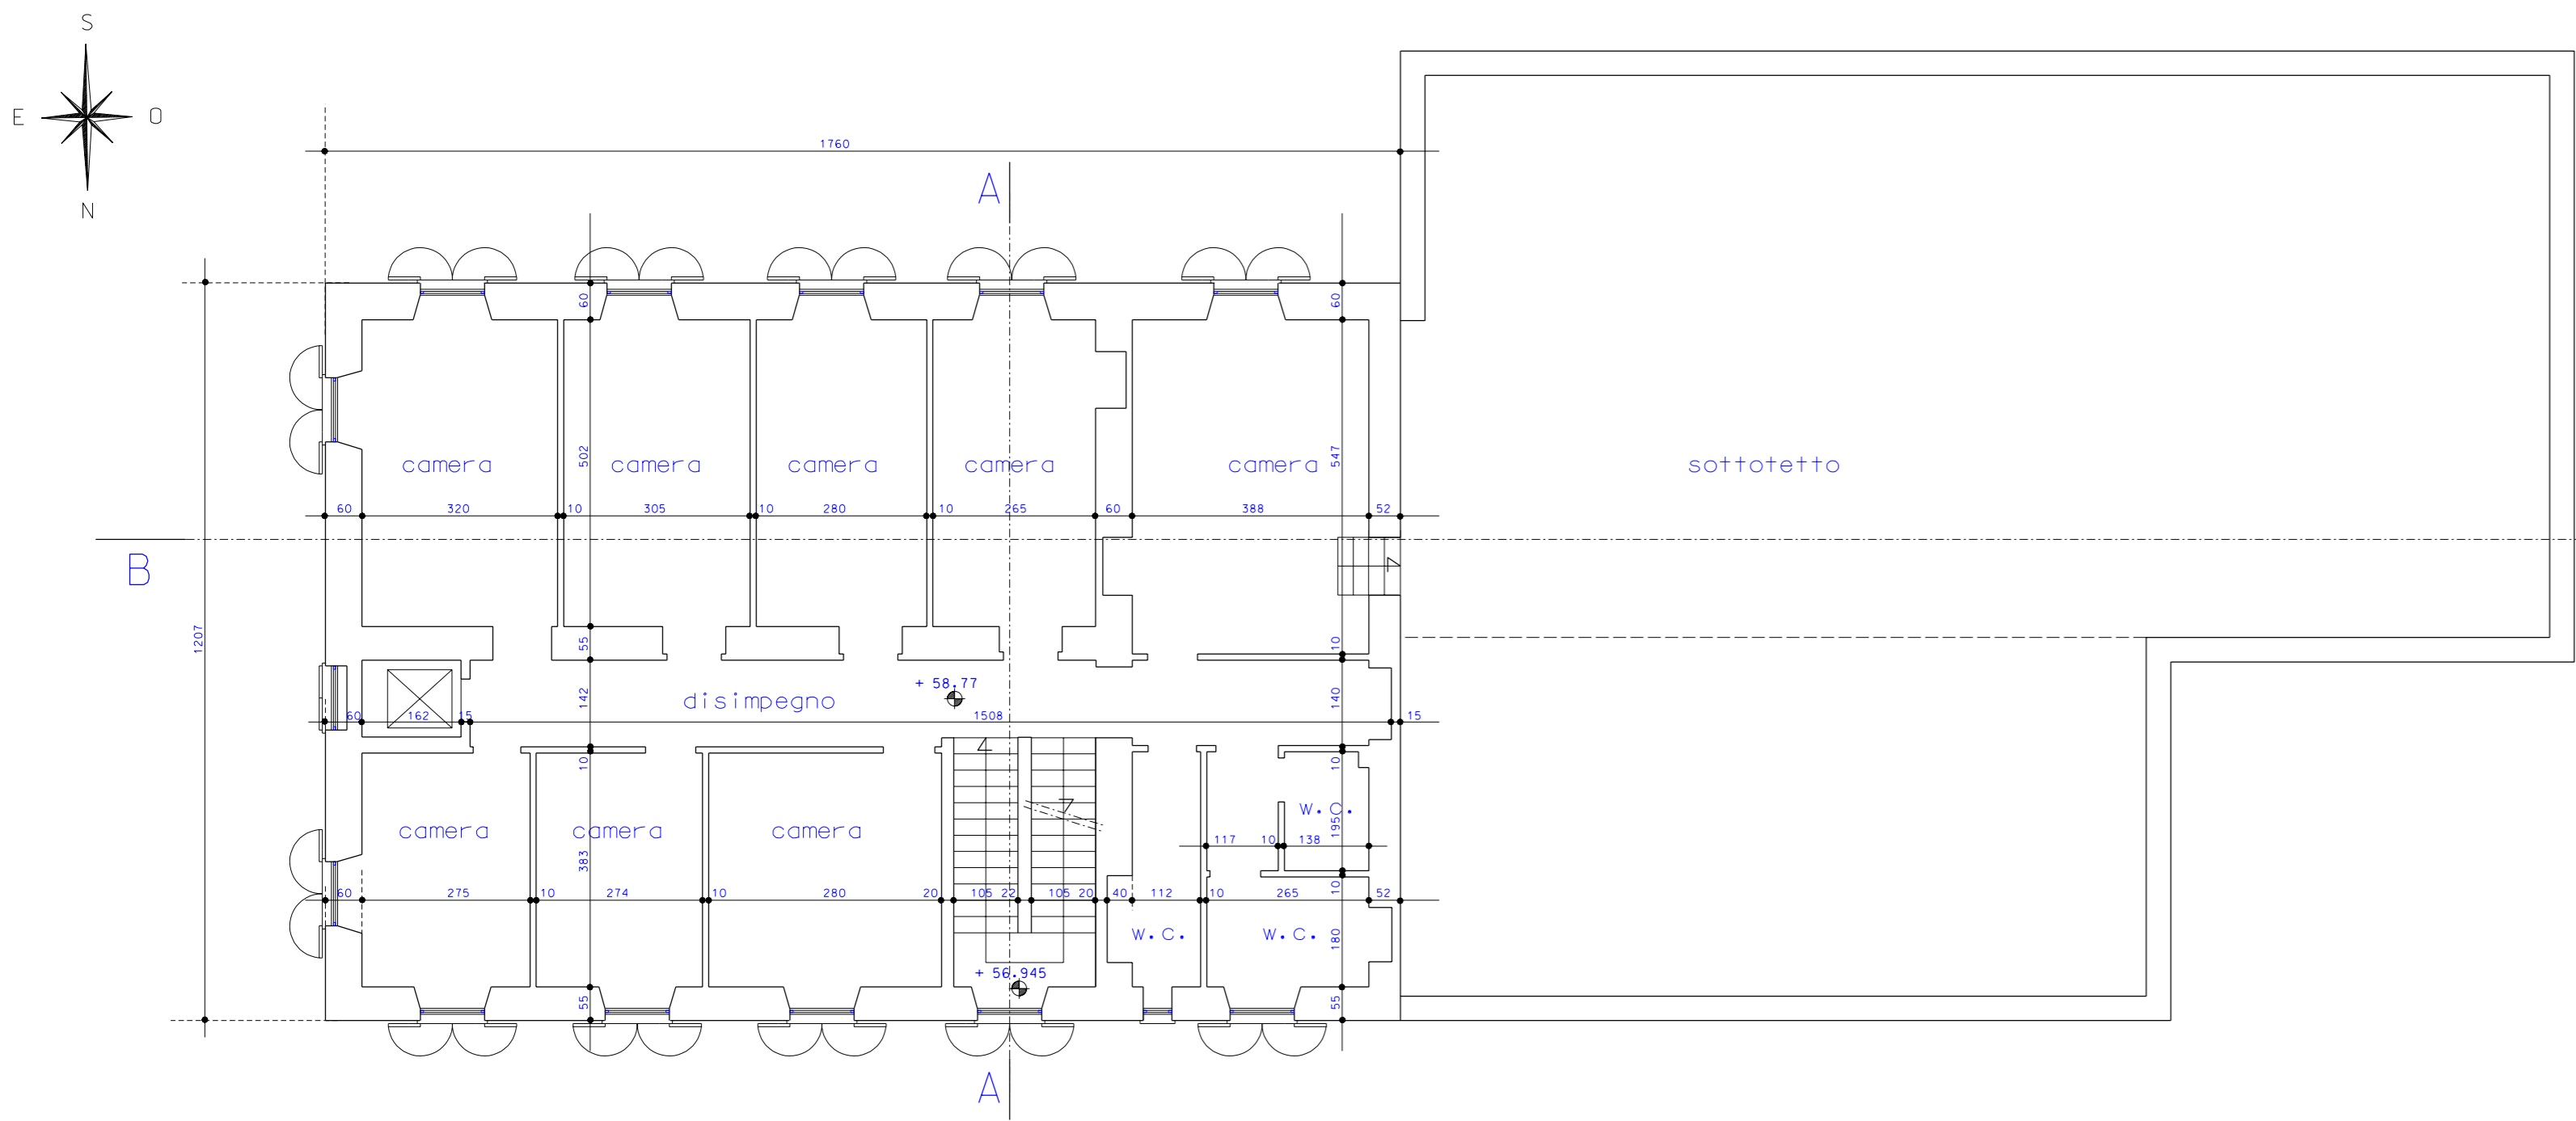 S
E O
N
1760
A
60 60
502 547
camera camera camera camera camera sottotetto
60 320 10 305 10 280 10 265 60 388 52
B
1207
55 10
+ 58.77
142 140
disimpegno
60 162 15 1508 15
10 10
w.c.
camera camera camera
195
117 10 138
383
10
60 275 10 274 10 280 20 105 22 105 20 40 112 10 265 52
w.c. w.c.
180
+ 56.945
55 55
A